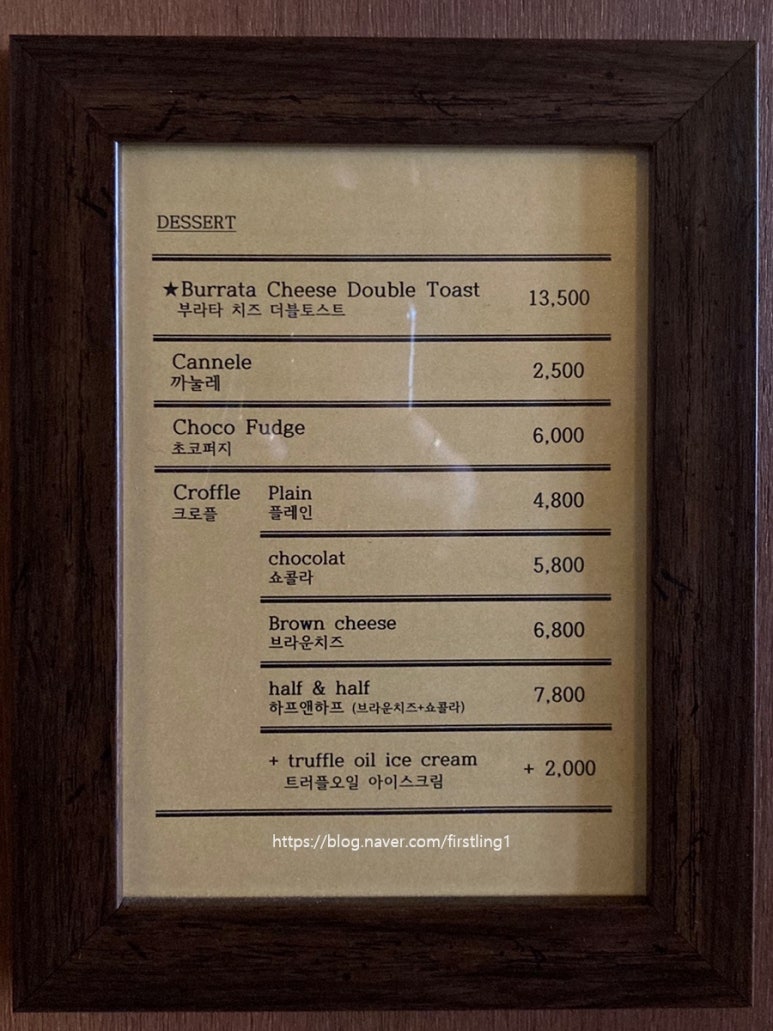 DESSERT
★Burrata Cheese Double Toast 13,500
부라타 치즈 더블토스트
Cannele 2,500
까눌레
Choco Fudge 6,000
초코퍼지
Croffle Plain 4,800
크로플 플레인
chocolat 5,800
쇼콜라
Brown cheese 6,800
브라운치즈
half & half 7,800
하프앤하프 (브라운치즈+쇼콜라)
+ truffle oil ice cream + 2,000
트러플오일 아이스크림
https://blog.naver.com/firstling1